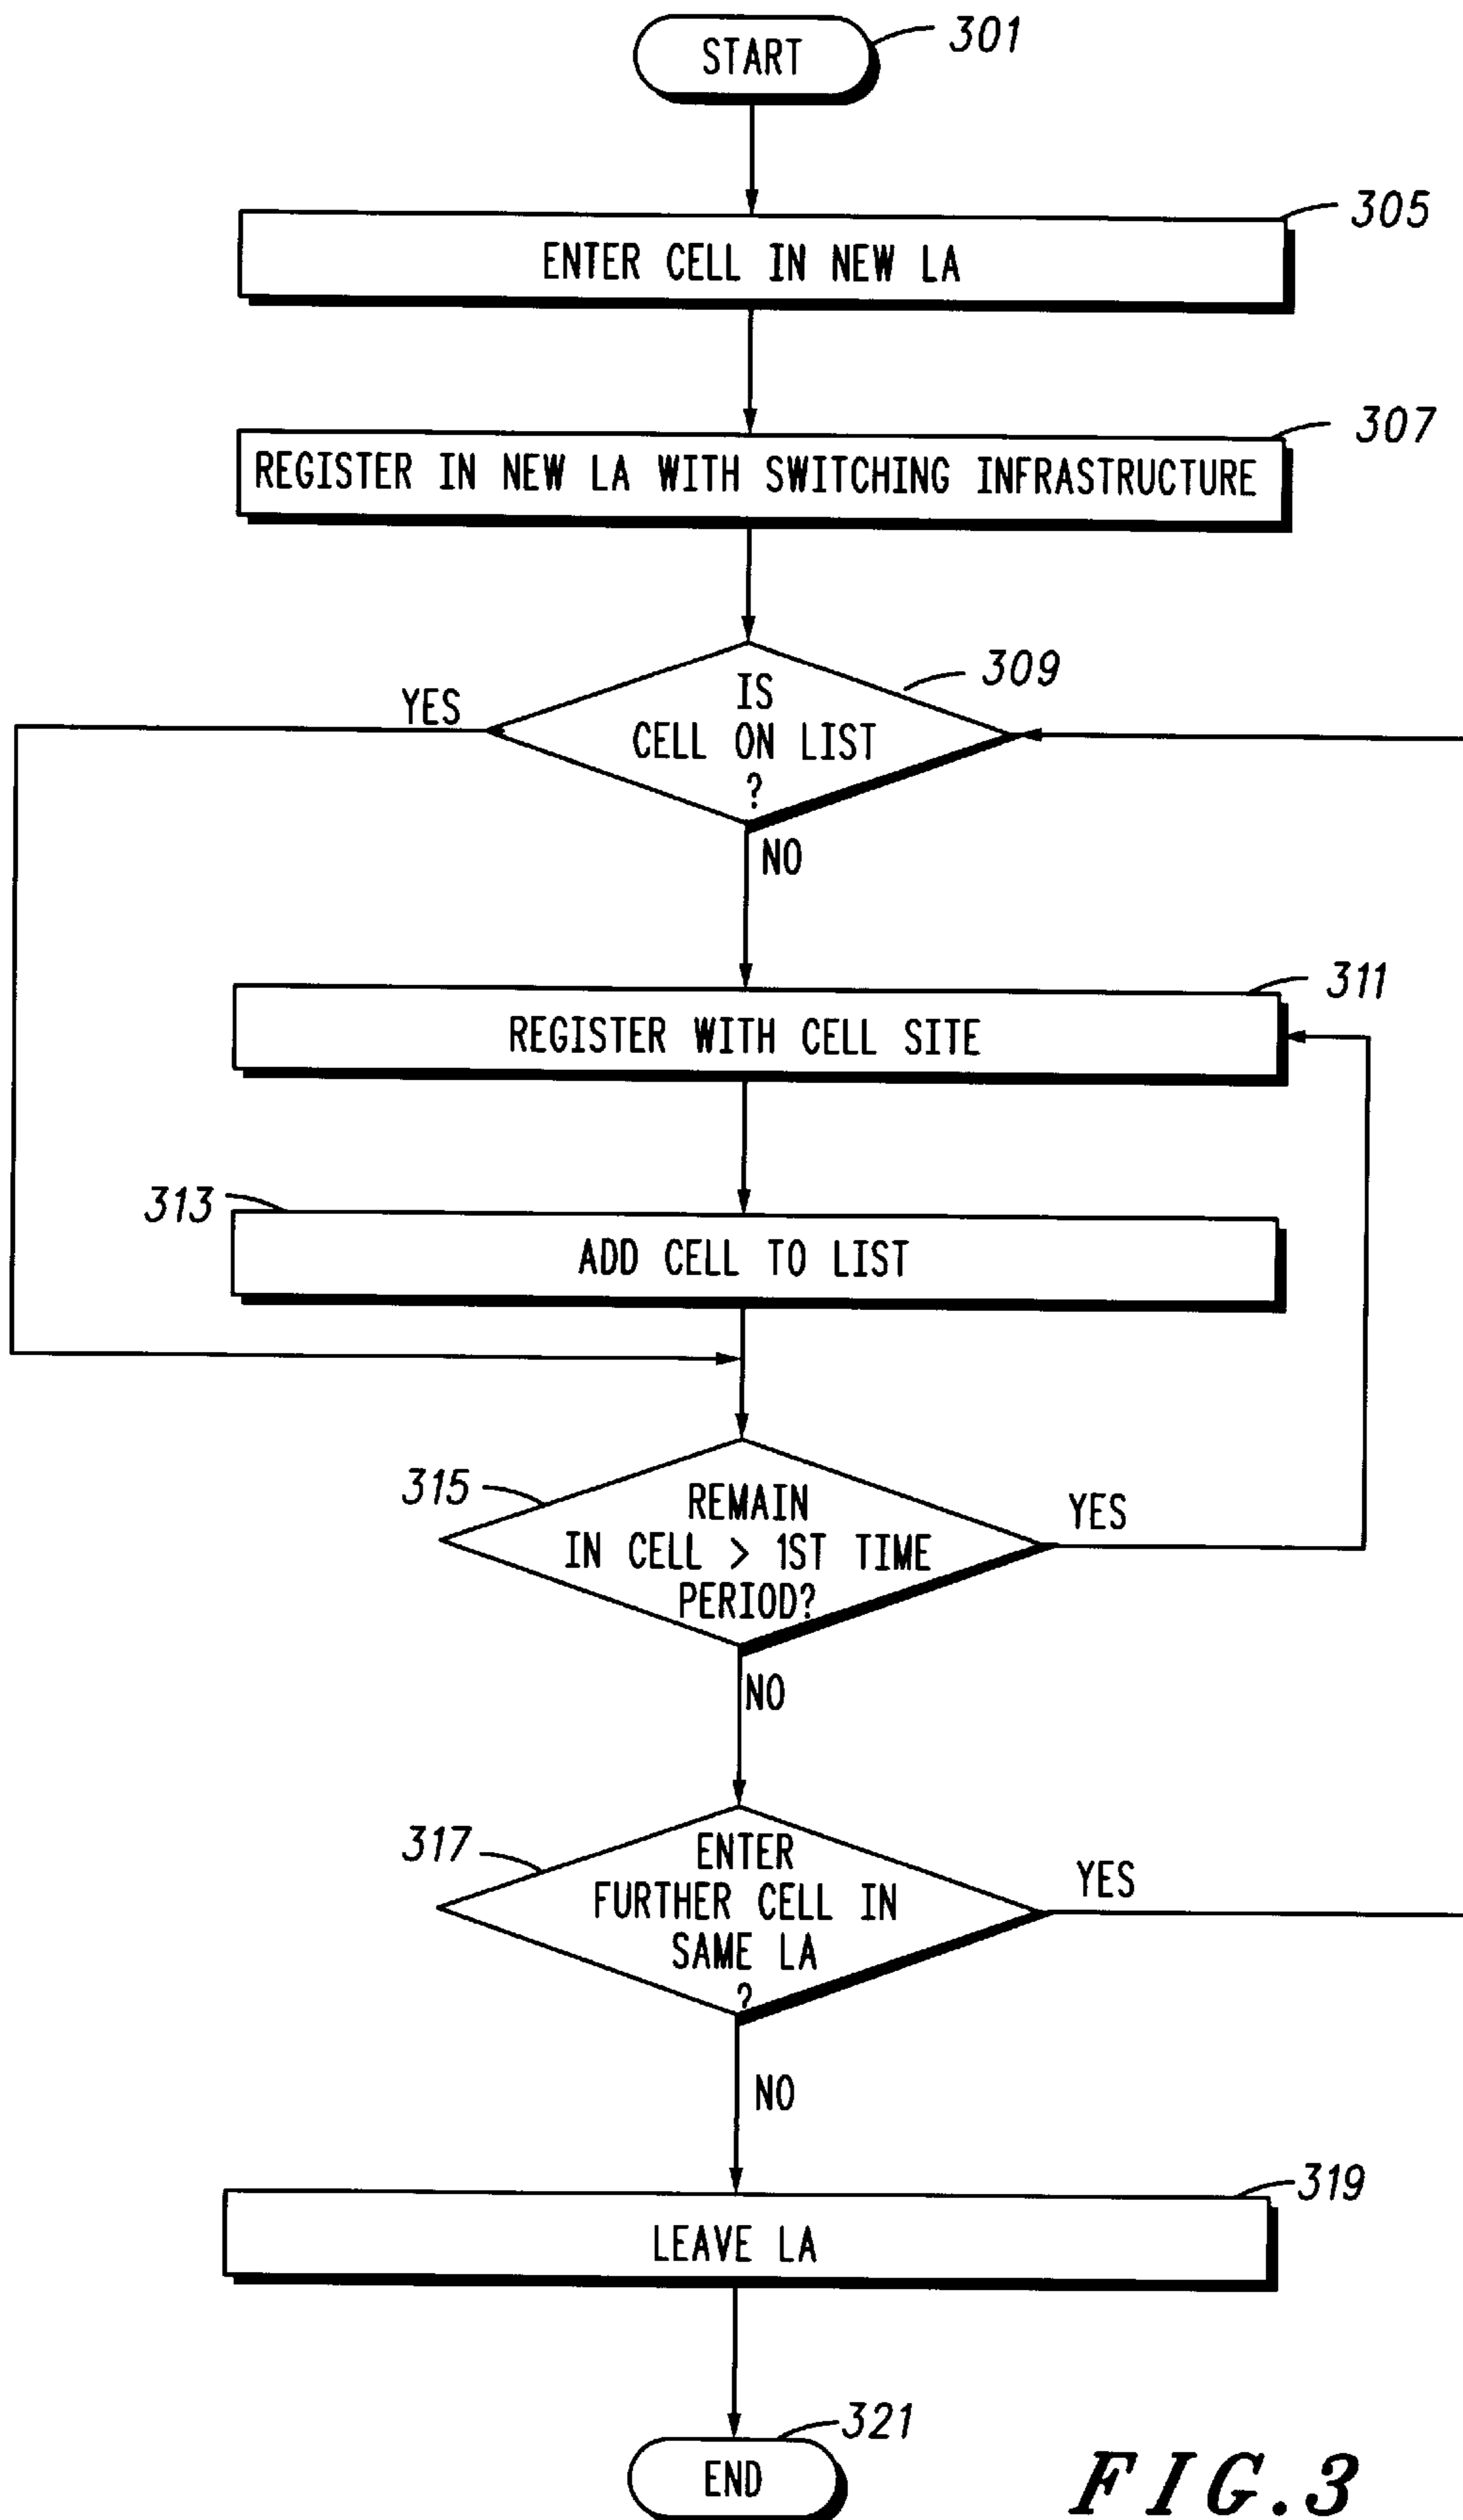 START
301
305
ENTER CELL IN NEW LA
307
REGISTER IN NEW LA WITH SWITCHING INFRASTRUCTURE
309
YES
IS
CELL ON LIST
?
NO
311
REGISTER WITH CELL SITE
313
ADD CELL TO LIST
315
REMAIN
IN CELL > 1ST TIME
PERIOD?
YES
NO
317
ENTER
FURTHER CELL IN
SAME LA
?
YES
NO
319
LEAVE LA
321
END
FIG.3